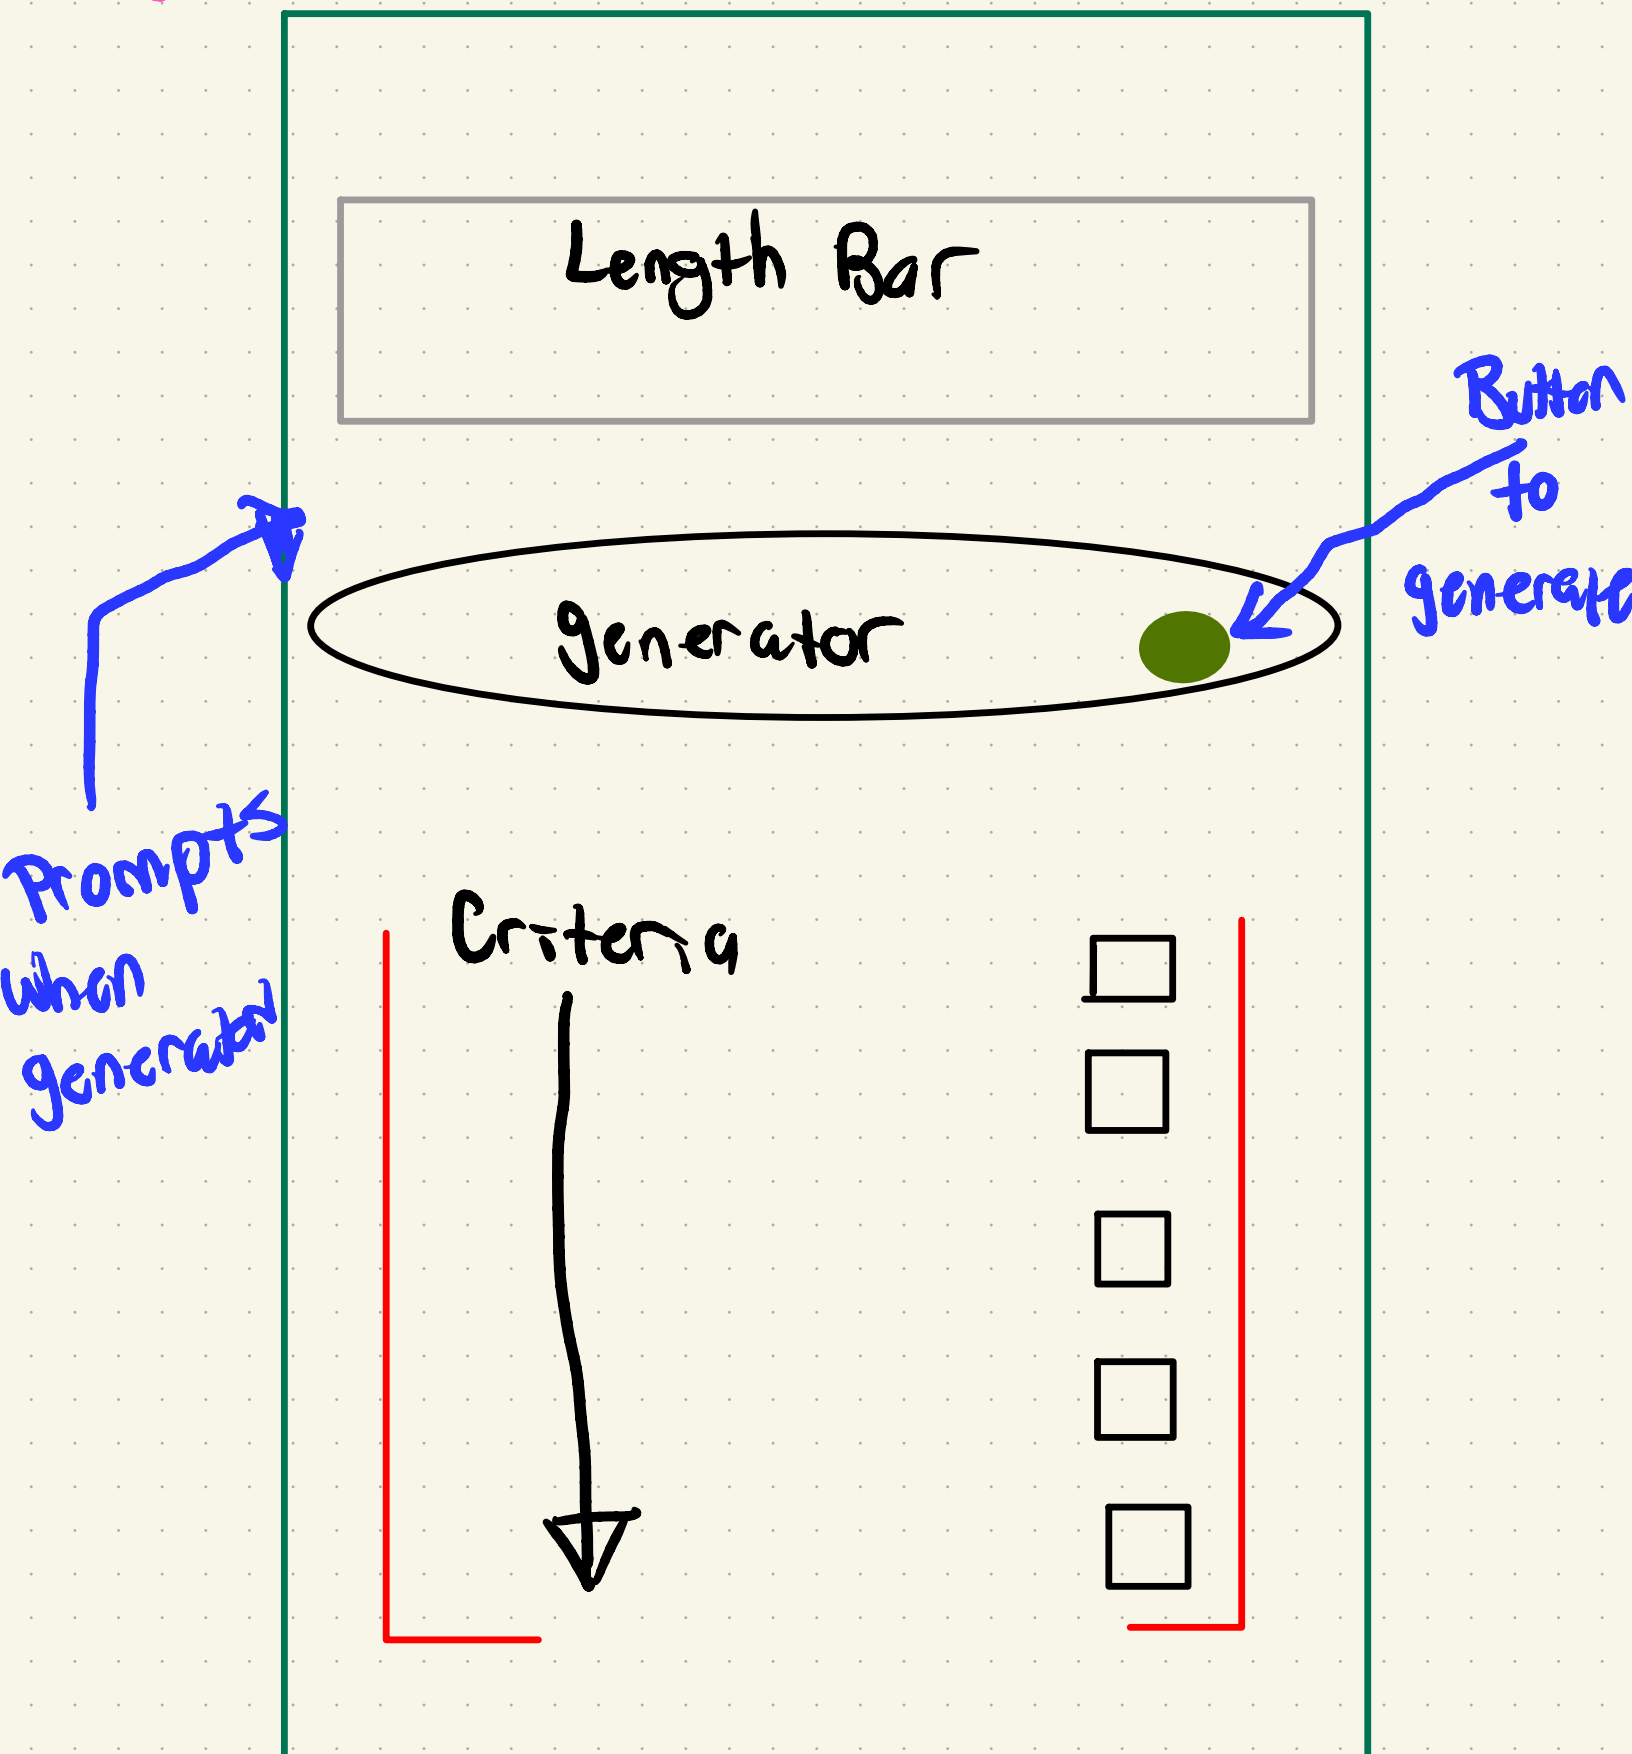 Length Bar
Button
to
generate
generator
Prompts
when
generated
Criteria